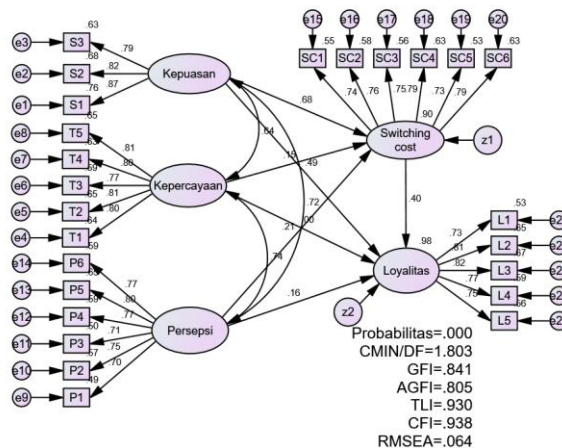 e15 e16 e17 e18 e19 e20
.55 .58 .56 .63 .53 .63
SC1 SC2 SC3 SC4 SC5 SC6
.74 .76 .75 .79 .73 .79
.90
Switching
cost
z1
e3 S3 .63
.79
e2 S2 .68
.82
e1 S1 .76
.87
Kepuasan
.68
.64
.15
.49
e8 T5 .65
.81
e7 T4
.80
e6 T3
.77
e5 T2 .65
.81
e4 T1 .64
.80
Kepercayaan
.72
.00
.21
.74
.40
.16
e14 P6 .59
.77
e13 P5
.80
e12 P4 .59
.77
e11 P3 .50
.71
e10 P2 .57
.75
e9 P1 .49
.70
Persepsi
.98
Loyalitas
z2
.73 L1 .53
.81 L2 .65
.82 L3 .67
.77 L4 .59
.75 L5
Probabilitas=.000
CMIN/DF=1.803
GFI=.841
AGFI=.805
TLI=.930
CFI=.938
RMSEA=.064